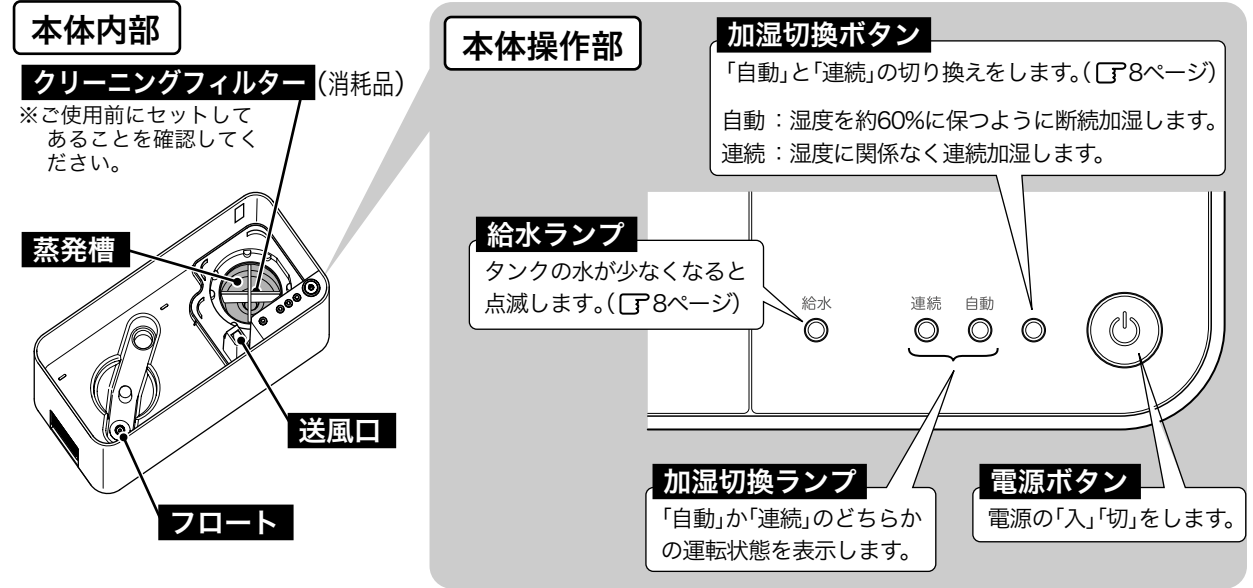 本体内部
クリーニングフィルター(消耗品)
※ご使用前にセットして
あることを確認してく
ださい。
蒸発槽
送風口
フロート
本体操作部
加湿切換ボタン
「自動」と「連続」の切り換えをします。(☞8ページ)
自動：湿度を約60%に保つように断続加湿します。
連続：湿度に関係なく連続加湿します。
給水ランプ
タンクの水が少なくなると
点滅します。(☞8ページ)
給水 連続 自動
加湿切換ランプ
「自動」か「連続」のどちらか
の運転状態を表示します。
電源ボタン
電源の「入」「切」をします。